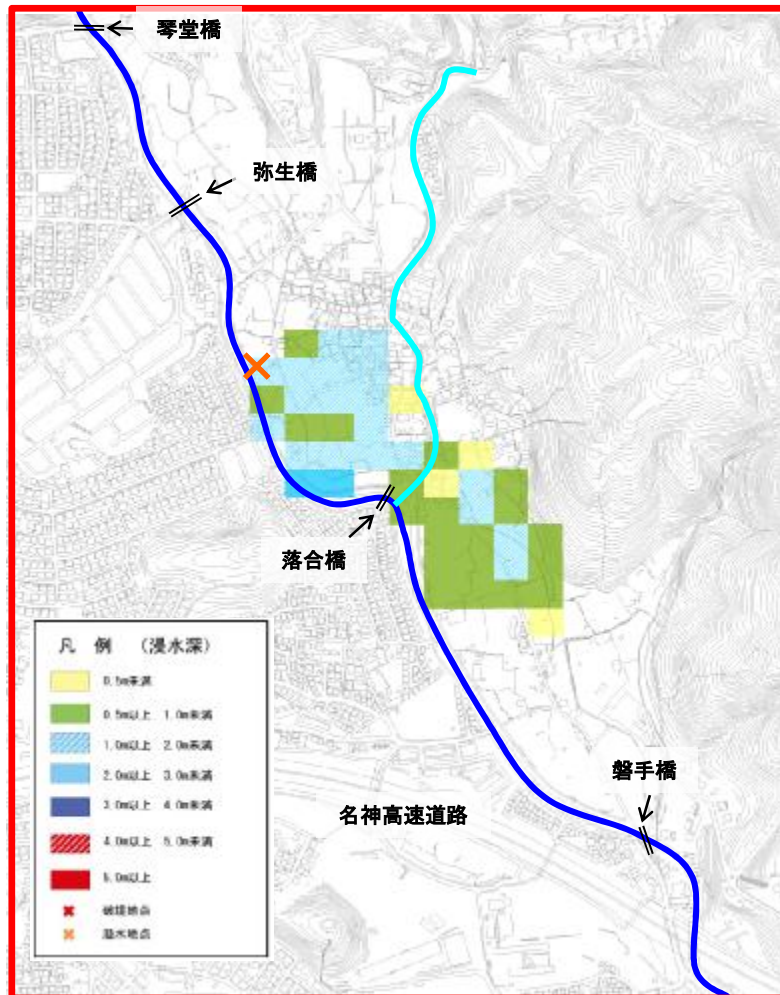 琴堂橋
弥生橋
落合橋
磐手橋
名神高速道路
凡 例 (浸水深)
0.5m未満
0.5m以上 1.0m未満
1.0m以上 2.0m未満
2.0m以上 3.0m未満
3.0m以上 4.0m未満
4.0m以上 5.0m未満
5.0m以上
破堤地点
溢水地点